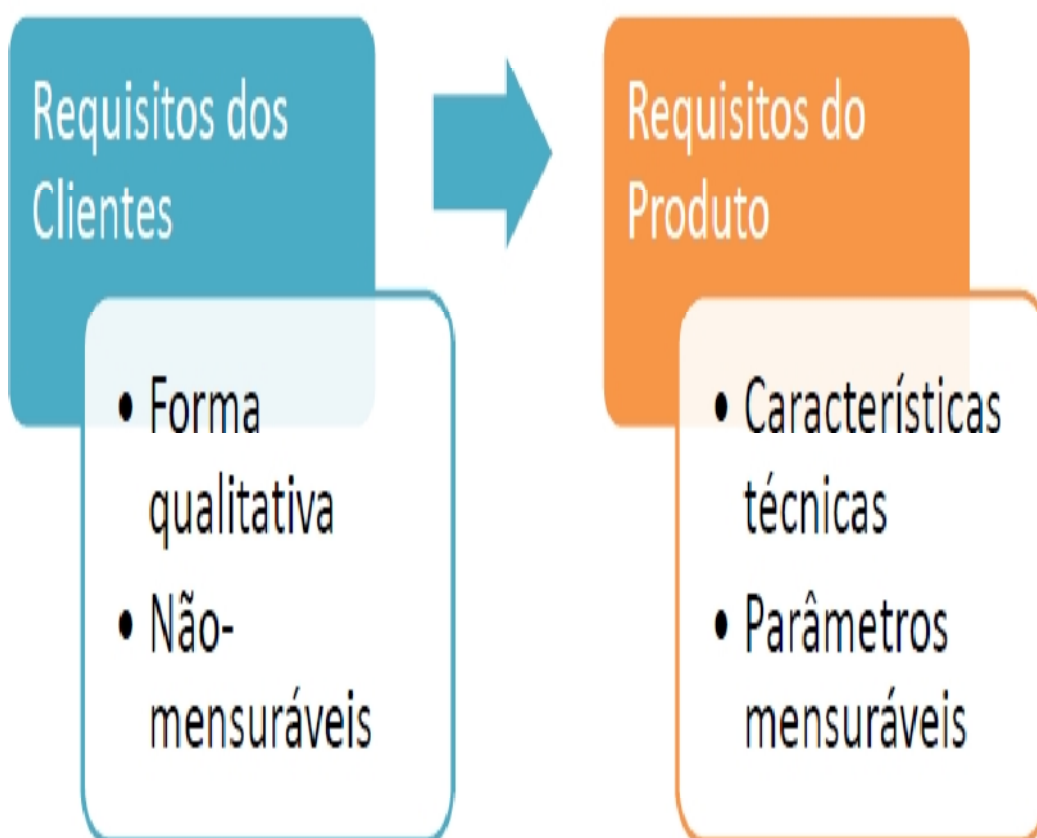 Requisitos dos
Clientes
• Forma
qualitativa
• Não-
mensuráveis
Requisitos do
Produto
• Características
técnicas
• Parâmetros
mensuráveis